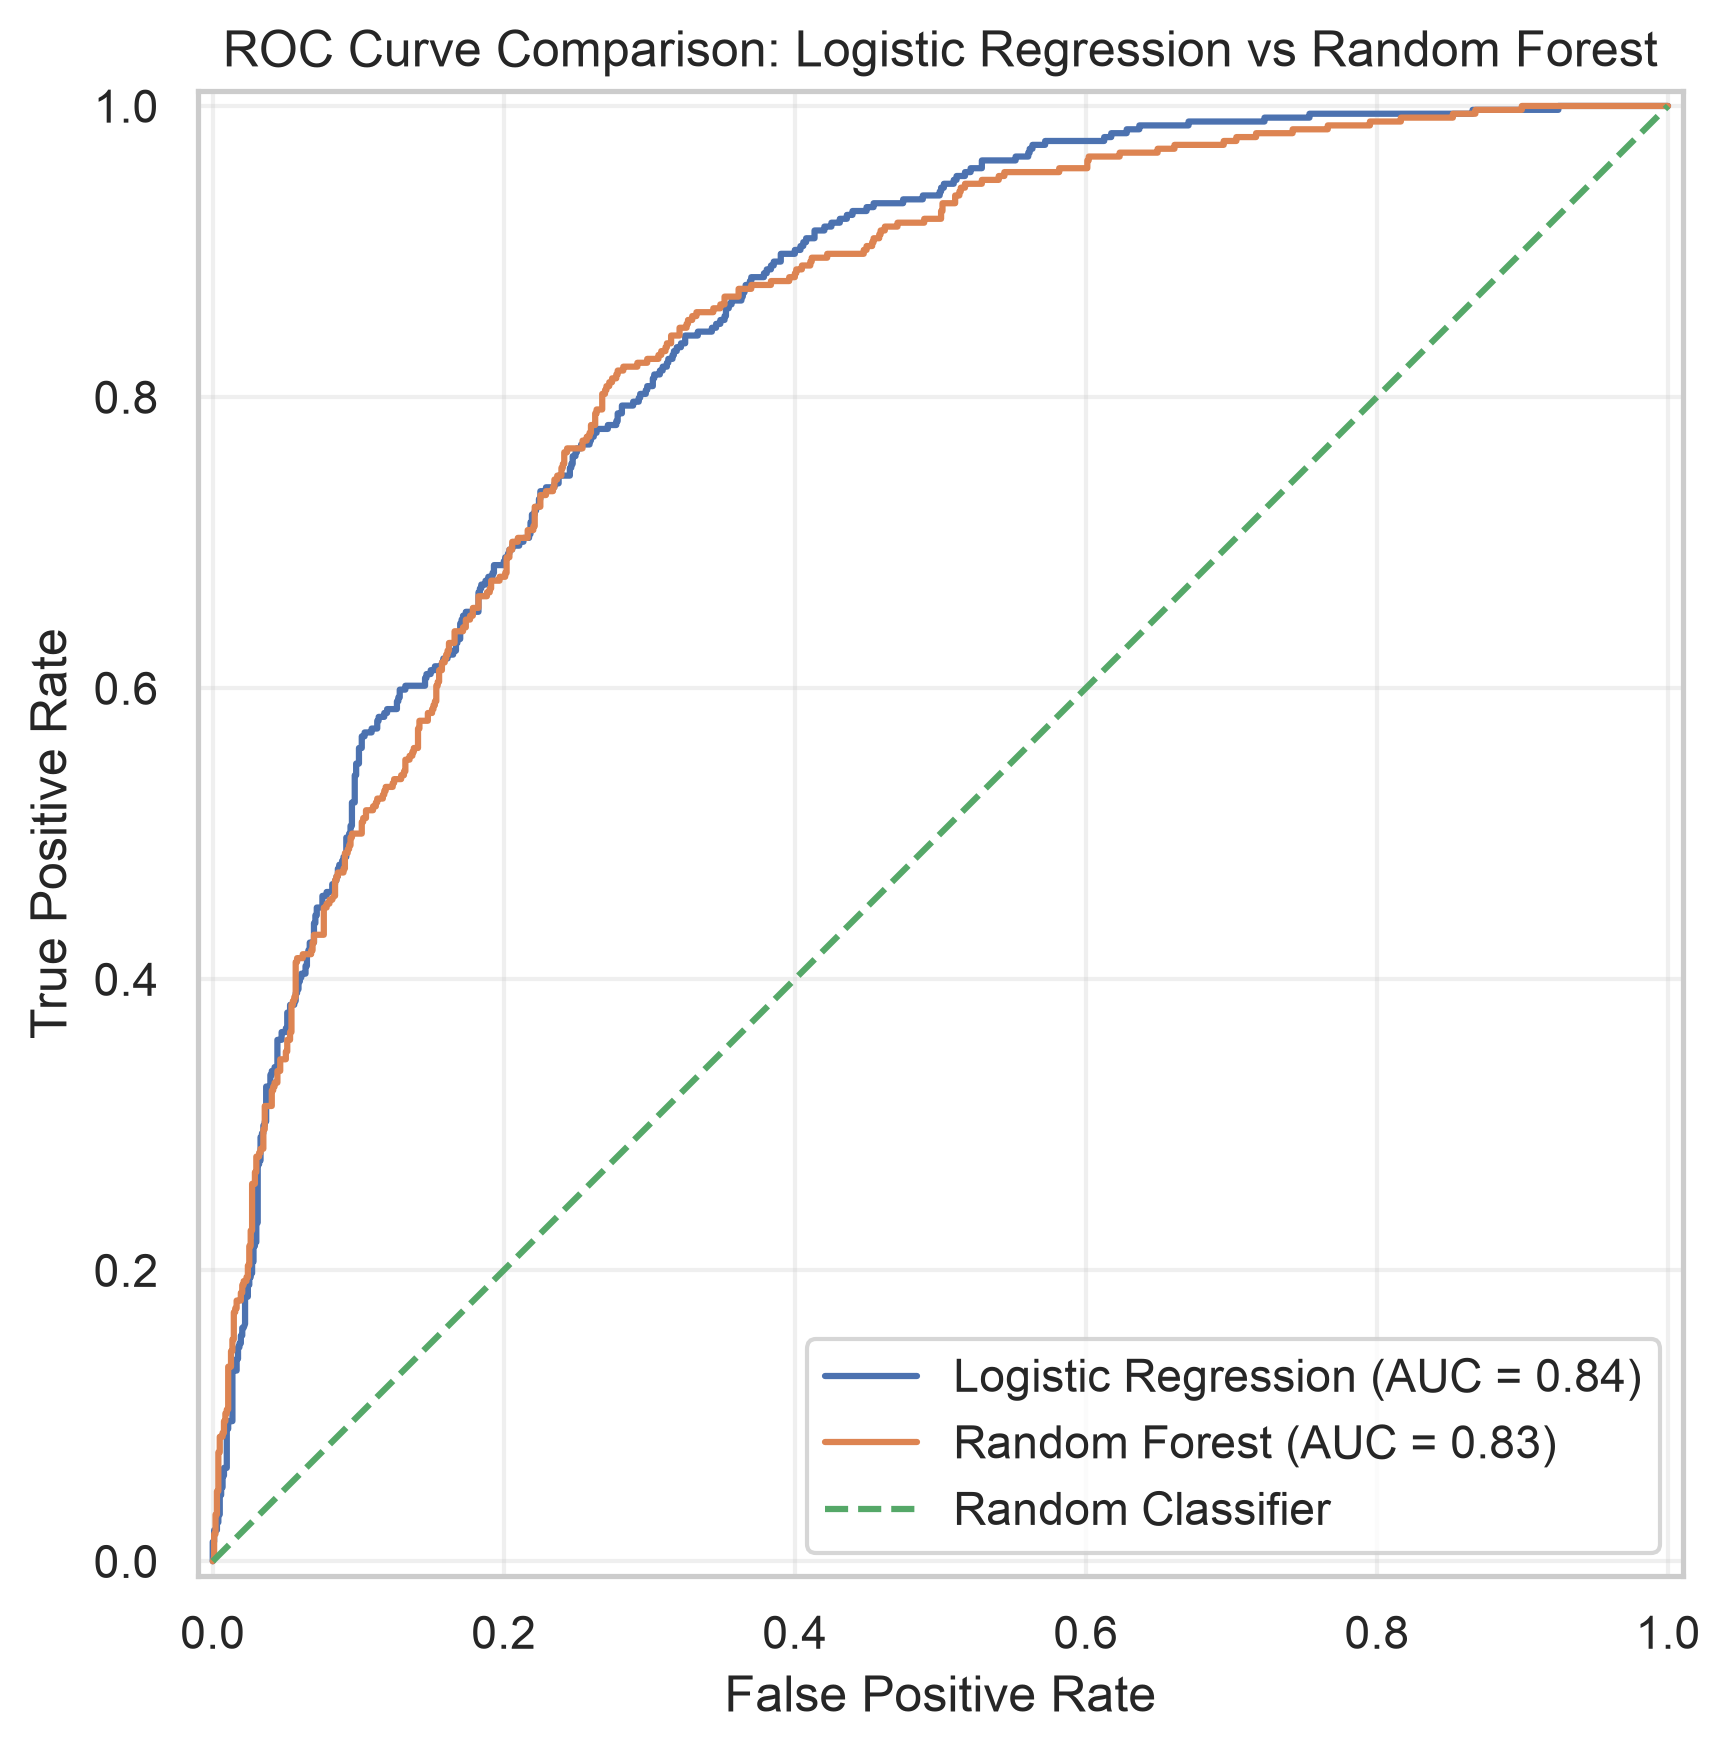 ROC Curve Comparison: Logistic Regression vs Random Forest
1.0
0.8
0.6
0.4
0.2
0.0
True Positive Rate
Logistic Regression (AUC = 0.84)
Random Forest (AUC = 0.83)
Random Classifier
0.0 0.2 0.4 0.6 0.8 1.0
False Positive Rate